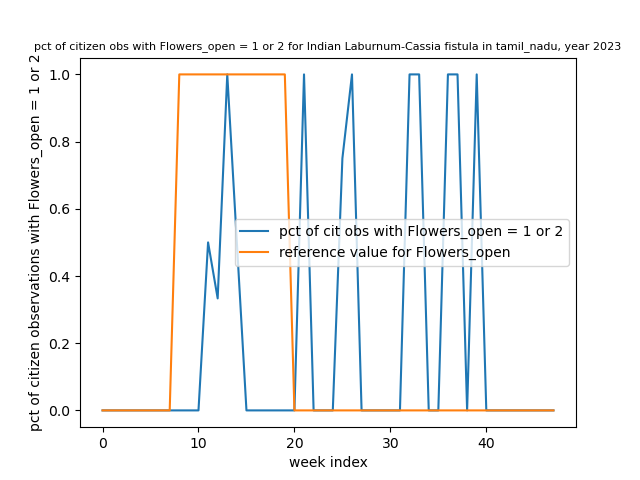 pct of citizen obs with Flowers_open = 1 or 2 for Indian Laburnum-Cassia fistula in tamil_nadu, year 2023
pct of citizen observations with Flowers_open = 1 or 2
1.0
0.8
0.6
0.4
0.2
0.0
pct of cit obs with Flowers_open = 1 or 2
reference value for Flowers_open
0 10 20 30 40
week index